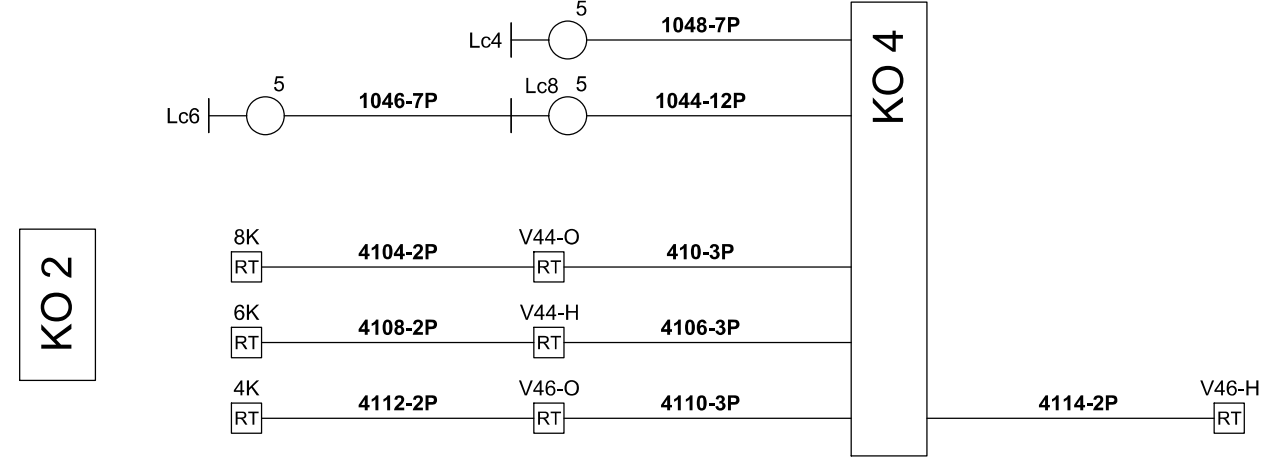 5
1048-7P
Lc4
KO 4
5
Lc8 5
1046-7P
1044-12P
Lc6
8K
V44-O
4104-2P
410-3P
RT
RT
KO 2
6K
V44-H
4108-2P
4106-3P
RT
RT
4K
V46-O
V46-H
4112-2P
4110-3P
4114-2P
RT
RT
RT